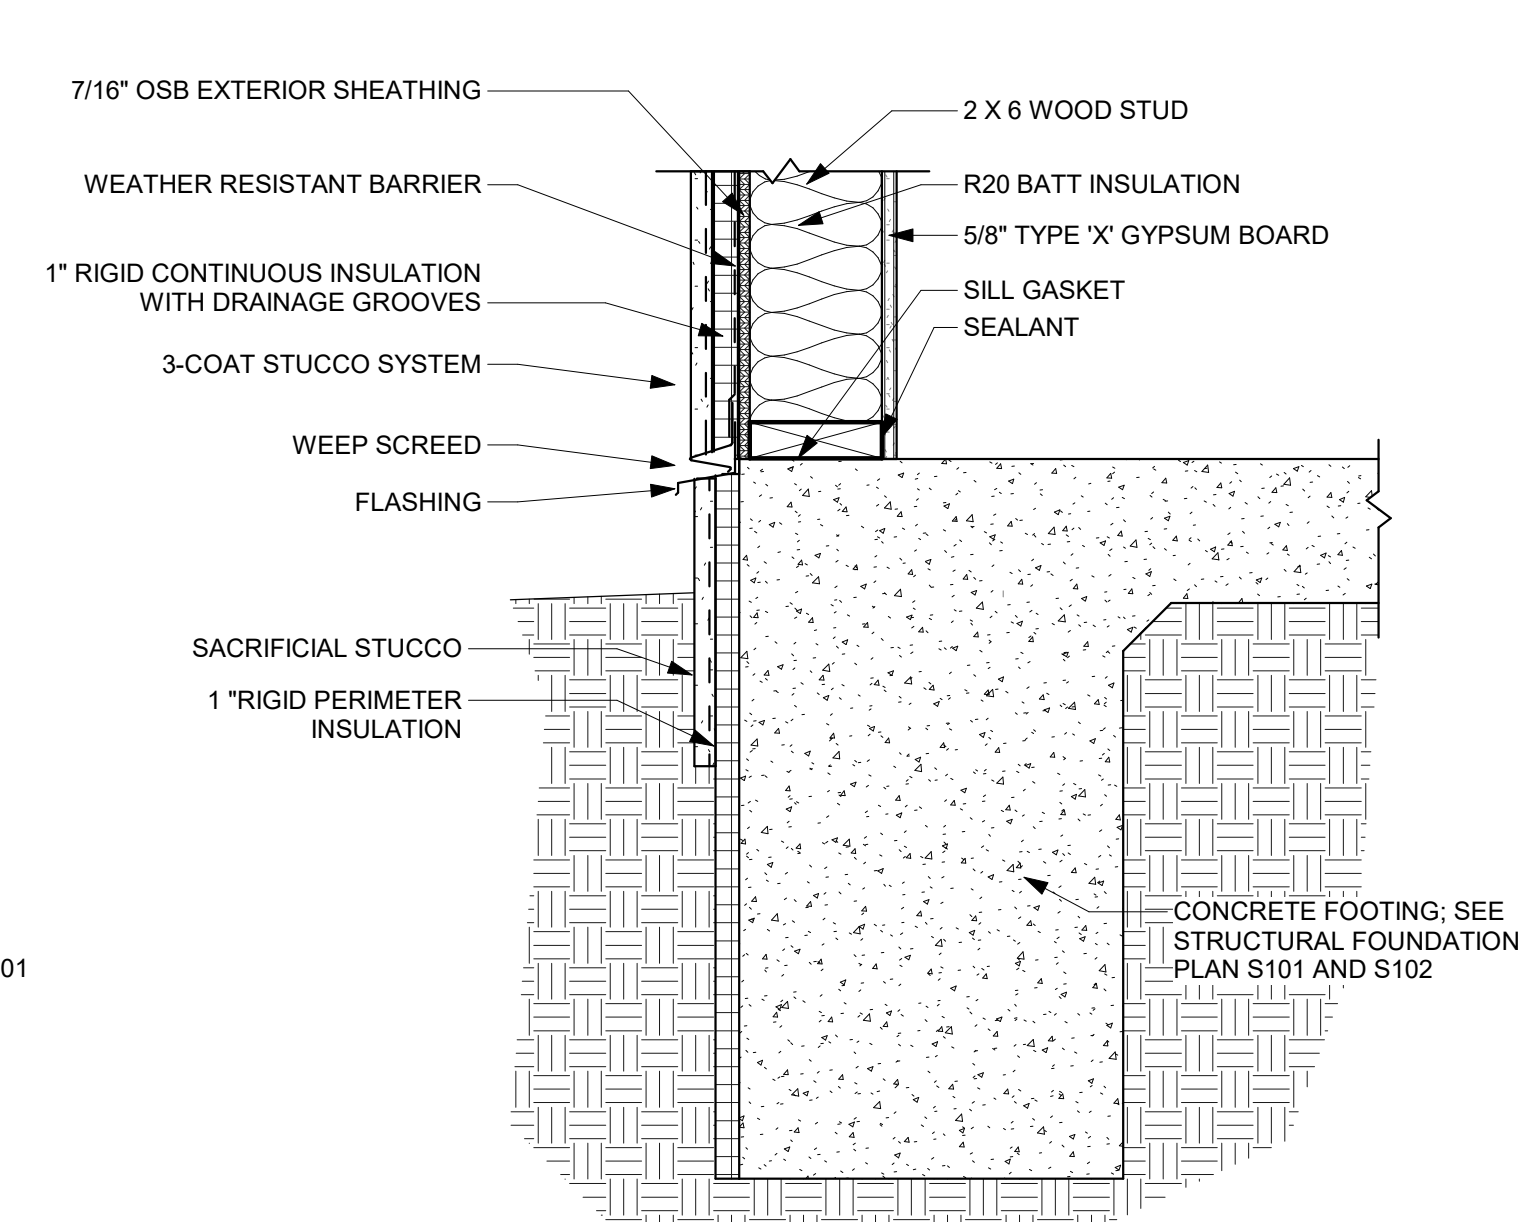 7/16" OSB EXTERIOR SHEATHING
WEATHER RESISTANT BARRIER
1" RIGID CONTINUOUS INSULATION
WITH DRAINAGE GROOVES
3-COAT STUCCO SYSTEM
WEEP SCREED
FLASHING
SACRIFICIAL STUCCO
1 "RIGID PERIMETER
INSULATION
01
2 X 6 WOOD STUD
R20 BATT INSULATION
5/8" TYPE 'X' GYPSUM BOARD
SILL GASKET
SEALANT
CONCRETE FOOTING; SEE
STRUCTURAL FOUNDATION
PLAN S101 AND S102